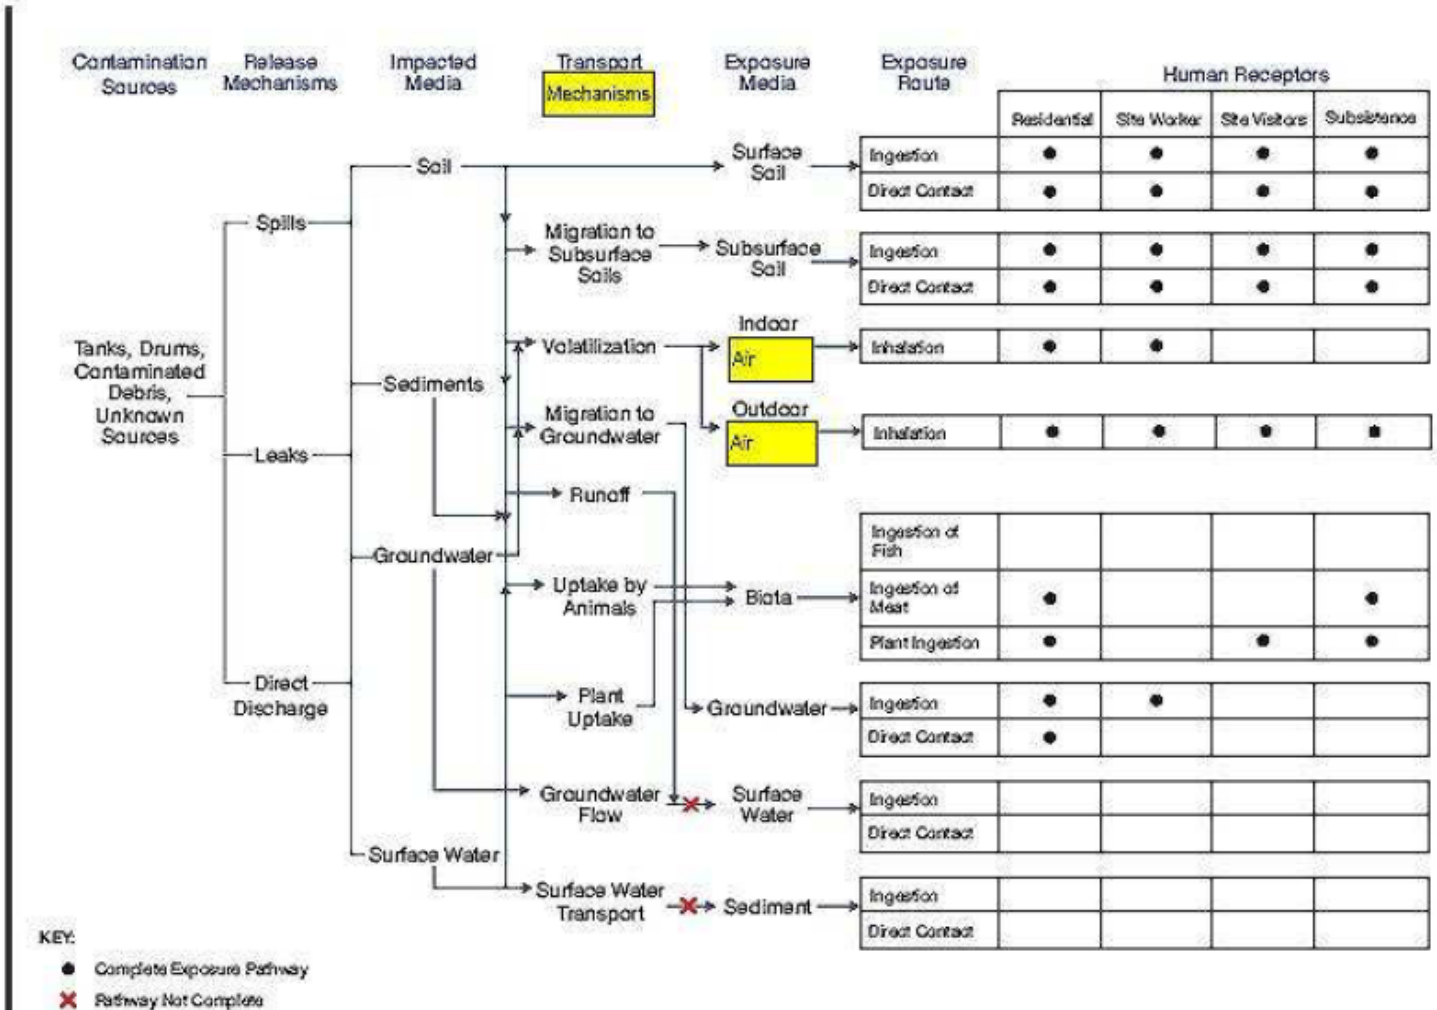 Contamination
Sources
Release
Mechanisms
Impacted
Media
Transport
Mechanisms
Exposure
Media
Exposure
Route
Human Receptors
Residential
Site Worker
Site Visitors
Subsistence
Tanks, Drums,
Contaminated
Debris,
Unknown
Sources
Spills
Leaks
Direct
Discharge
Soil
Sediments
Groundwater
Surface Water
Migration to
Subsurface
Soils
Volatilization
Migration to
Groundwater
Runoff
Uptake by
Animals
Plant
Uptake
Groundwater
Flow
Surface Water
Transport
Surface
Soil
Subsurface
Soil
Indoor
Air
Outdoor
Air
Biota
Groundwater
Surface
Water
Sediment
Ingestion
Direct Contact
Ingestion
Direct Contact
Inhalation
Inhalation
Ingestion of
Fish
Ingestion of
Meat
Plant Ingestion
Ingestion
Direct Contact
Ingestion
Direct Contact
Ingestion
Direct Contact
KEY:
Complete Exposure Pathway
Pathway Not Complete